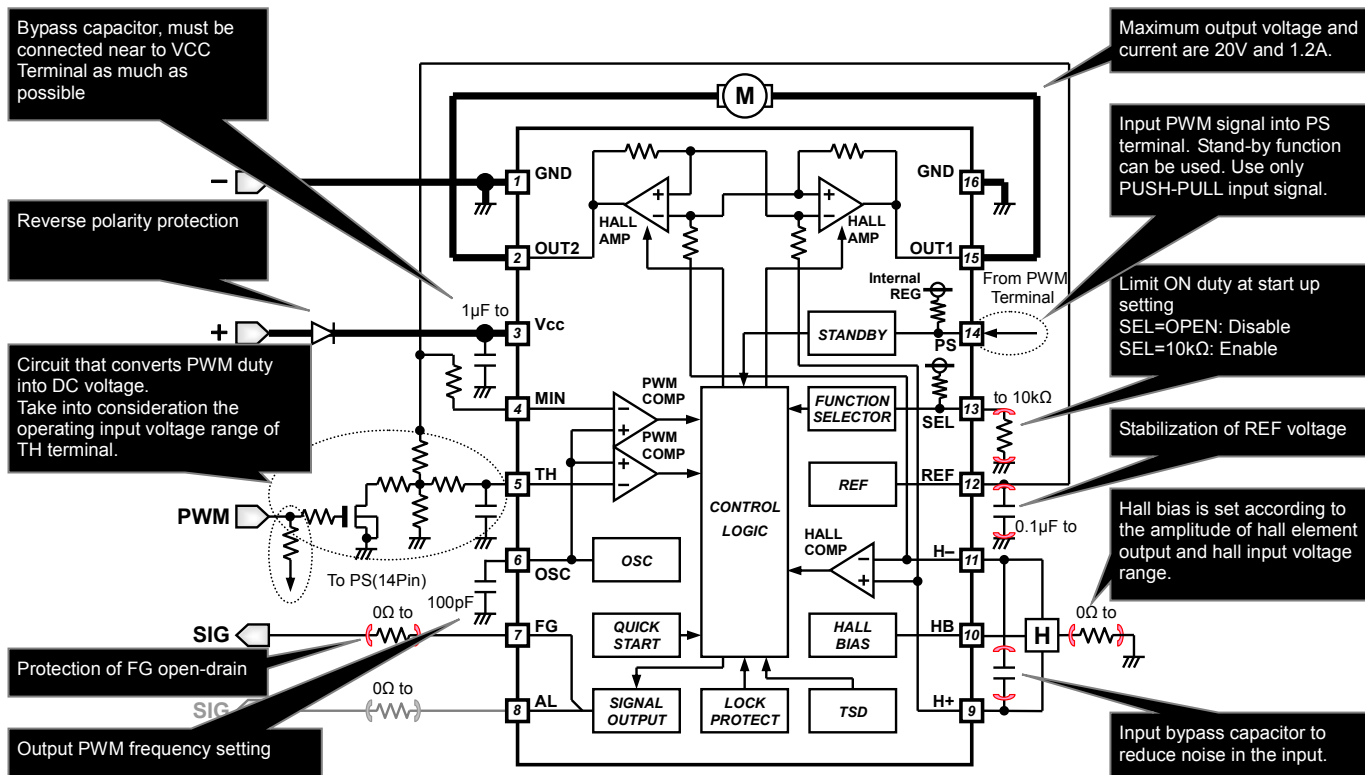 Bypass capacitor, must be
connected near to VCC
Terminal as much as
possible
Maximum output voltage and
current are 20V and 1.2A.
M
Input PWM signal into PS
terminal. Stand-by function
can be used. Use only
PUSH-PULL input signal.
−
1
GND
GND
16
+
−
HALL
AMP
+
−
HALL
AMP
Reverse polarity protection
2
OUT2
OUT1
15
Internal
REG
From PWM
Terminal
Limit ON duty at start up
setting
SEL=OPEN: Disable
SEL=10kΩ: Enable
1µF to
+
3
Vcc
STANDBY
14
PS
Circuit that converts PWM duty
into DC voltage.
Take into consideration the
operating input voltage range of
TH terminal.
4
MIN
PWM
COMP
−
+
FUNCTION
SELECTOR
13
SEL
to 10kΩ
Stabilization of REF voltage
PWM
COMP
+
−
5
TH
REF
REF
12
CONTROL
LOGIC
0.1µF to
PWM
Hall bias is set according to
the amplitude of hall element
output and hall input voltage
range.
HALL
COMP
−
+
H−
11
6
OSC
OSC
To PS(14Pin)
100pF
0Ω to
SIG
7
FG
QUICK
START
HALL
BIAS
HB
10
H
0Ω to
Protection of FG open-drain
0Ω to
SIG
8
AL
SIGNAL
OUTPUT
LOCK
PROTECT
TSD
H+
9
Output PWM frequency setting
Input bypass capacitor to
reduce noise in the input.